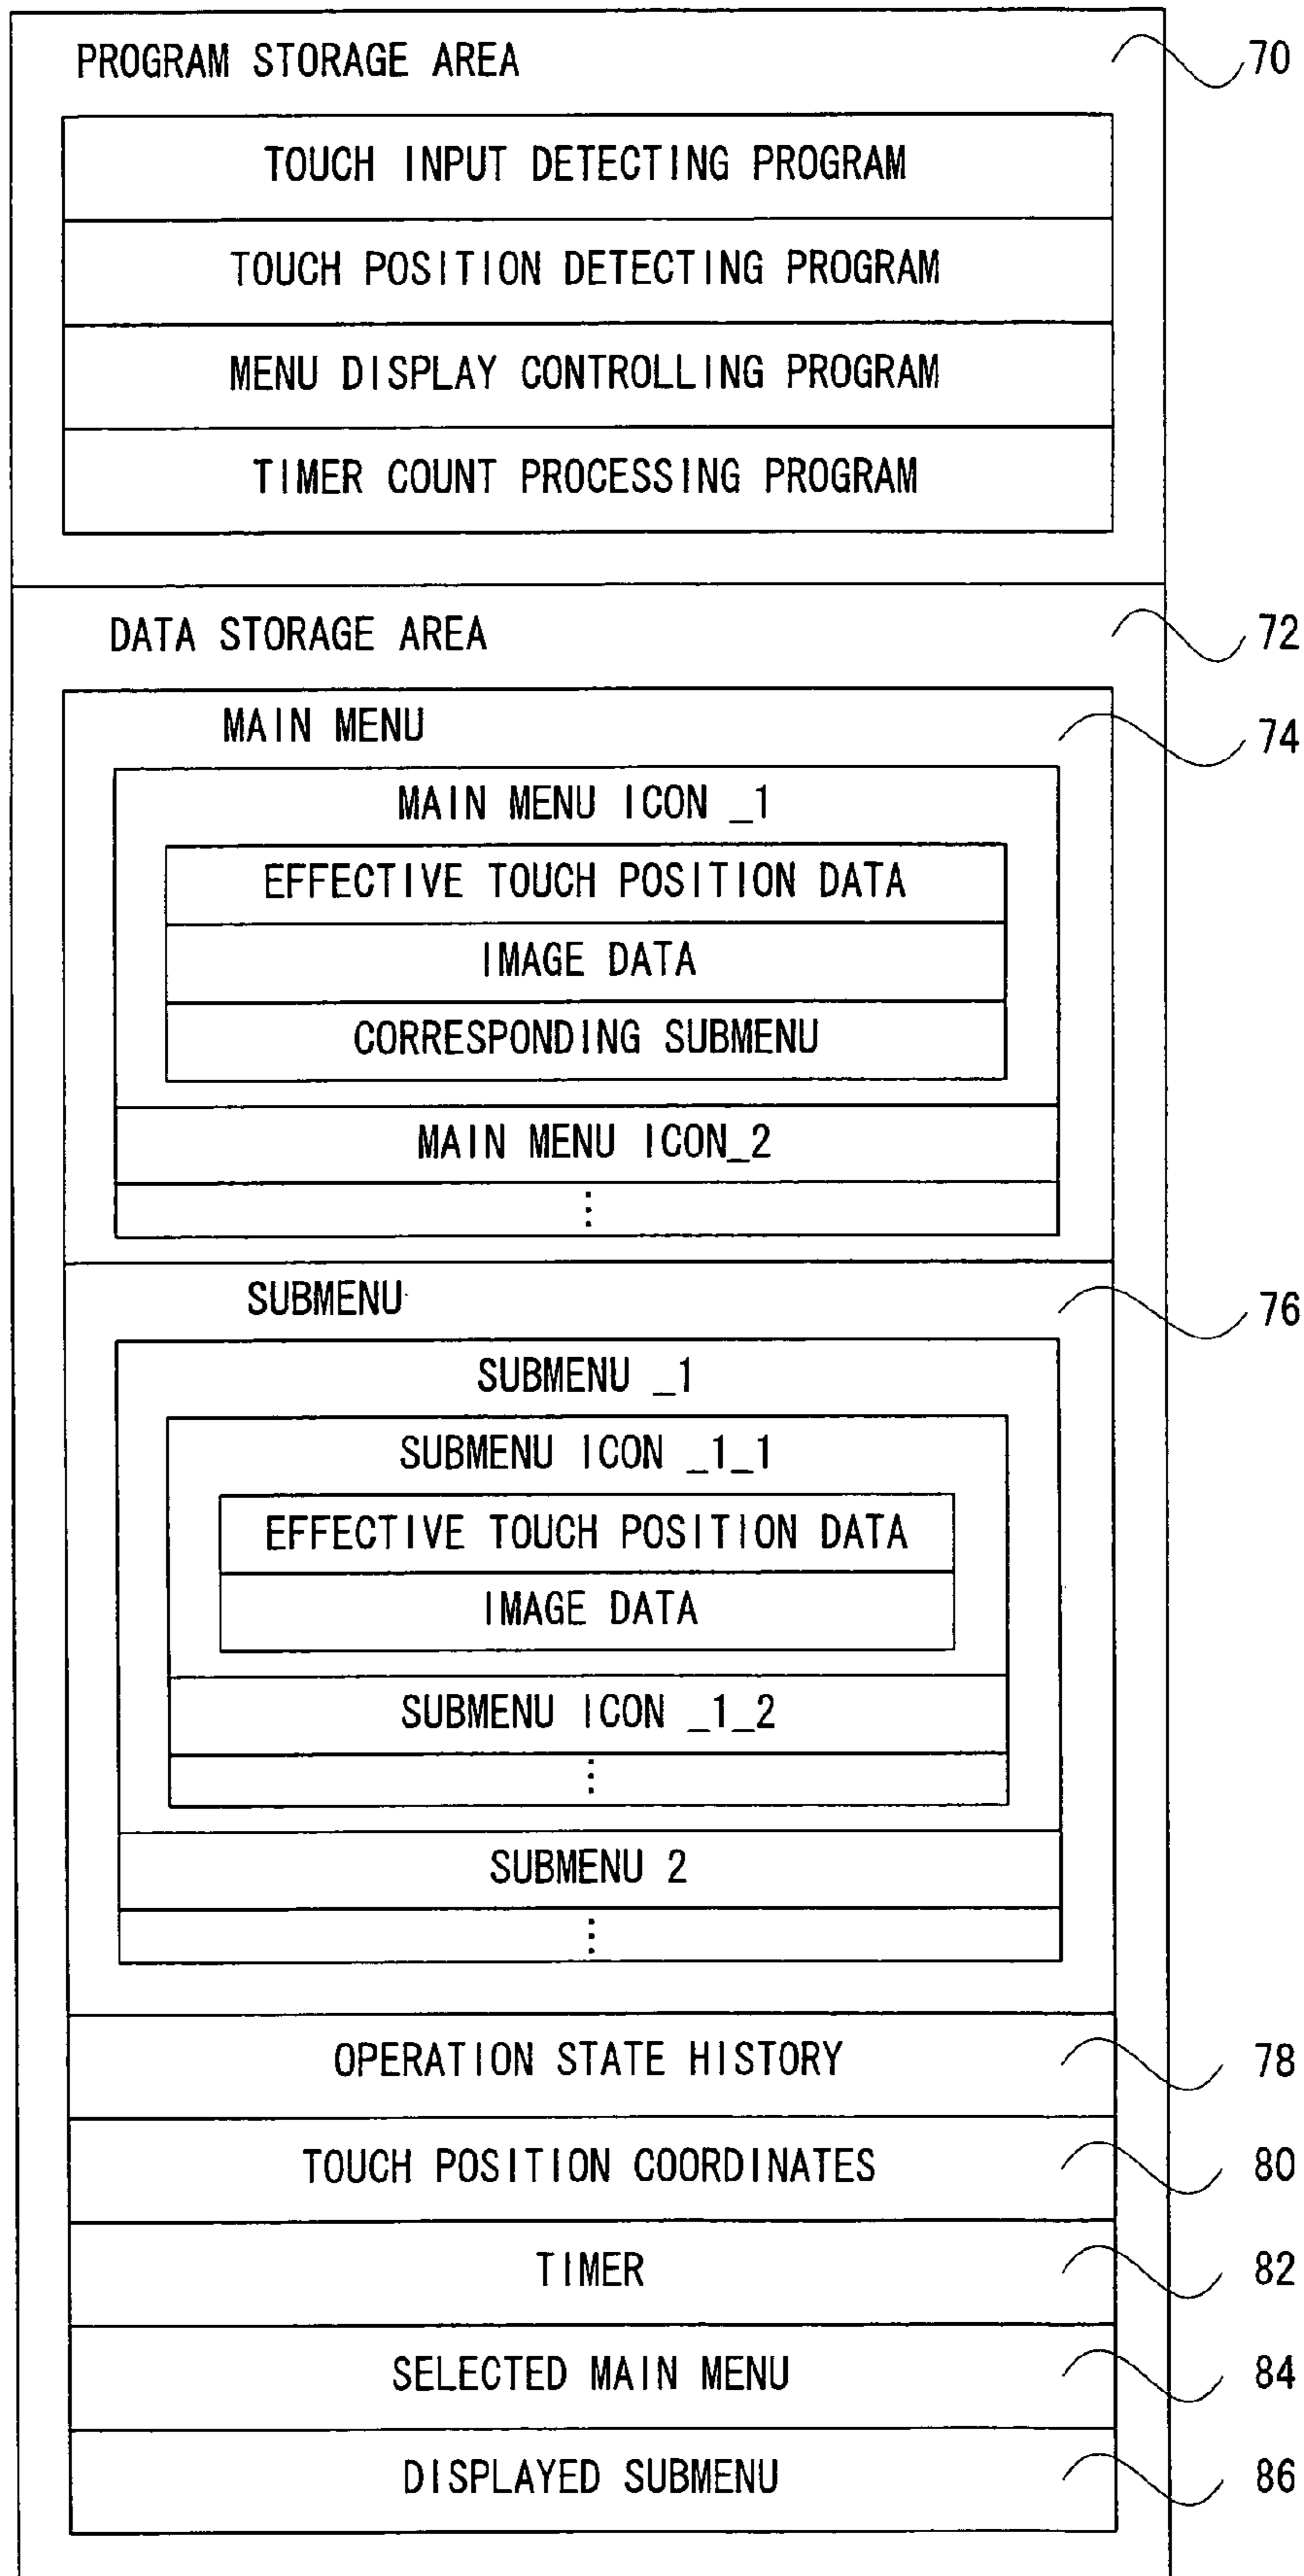 PROGRAM STORAGE AREA 70
TOUCH INPUT DETECTING PROGRAM
TOUCH POSITION DETECTING PROGRAM
MENU DISPLAY CONTROLLING PROGRAM
TIMER COUNT PROCESSING PROGRAM
DATA STORAGE AREA 72
MAIN MENU 74
MAIN MENU ICON _1
EFFECTIVE TOUCH POSITION DATA
IMAGE DATA
CORRESPONDING SUBMENU
MAIN MENU ICON_2
⋮
SUBMENU 76
SUBMENU _1
SUBMENU ICON _1_1
EFFECTIVE TOUCH POSITION DATA
IMAGE DATA
SUBMENU ICON _1_2
⋮
SUBMENU 2
⋮
OPERATION STATE HISTORY 78
TOUCH POSITION COORDINATES 80
TIMER 82
SELECTED MAIN MENU 84
DISPLAYED SUBMENU 86